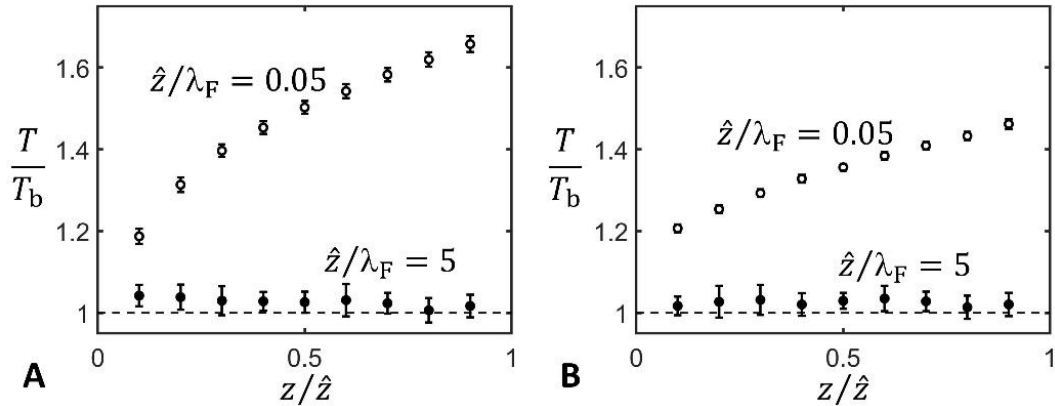 1.6
1.4
1.2
1
T
T_b
ẑ/λ_F = 0.05
ẑ/λ_F = 5
0
0.5
1
z/ẑ
A
1.6
1.4
1.2
1
T
T_b
ẑ/λ_F = 0.05
ẑ/λ_F = 5
0
0.5
1
z/ẑ
B